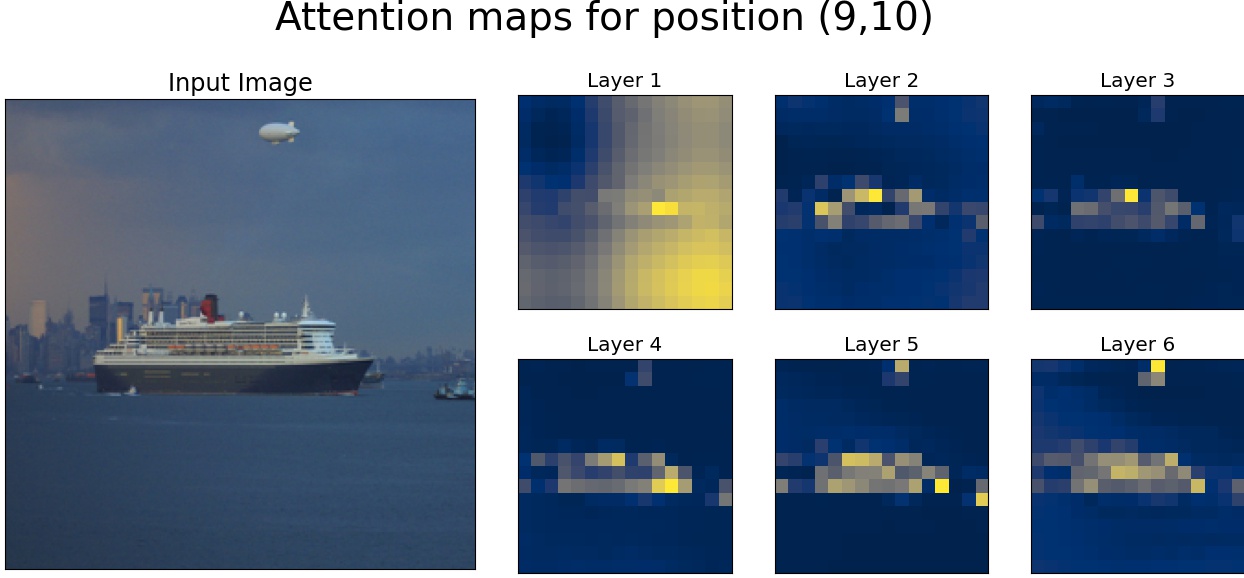 Attention maps for position (9,10)
Input Image
Layer 1
Layer 2
Layer 3
Layer 4
Layer 5
Layer 6